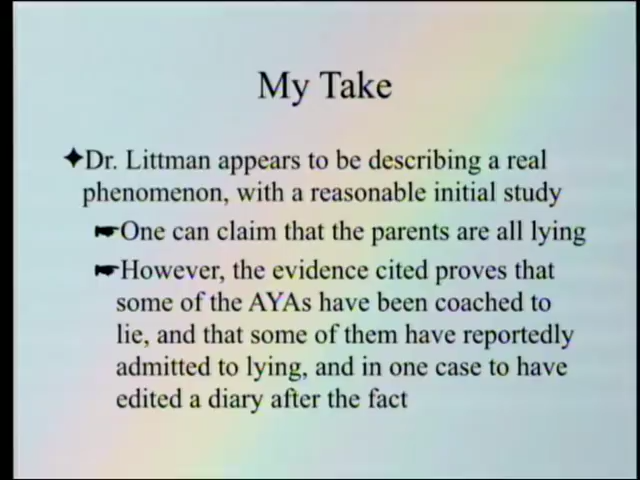 My Take
Dr. Littman appears to be describing a real
phenomenon, with a reasonable initial study
One can claim that the parents are all lying
However, the evidence cited proves that
some of the AYAs have been coached to
lie, and that some of them have reportedly
admitted to lying, and in one case to have
edited a diary after the fact